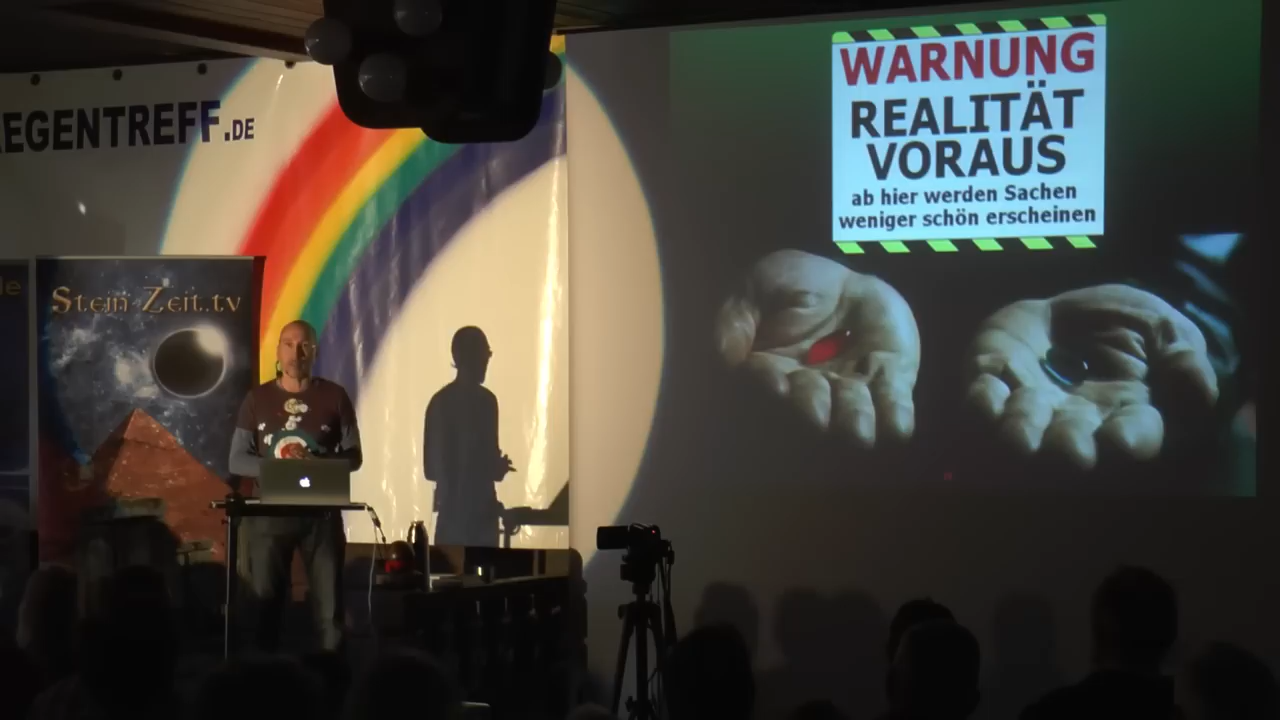 EGENTREFF.DE
Stein-Zeit.tv
WARNUNG
REALITÄT
VORAUS
ab hier werden Sachen
weniger schön erscheinen